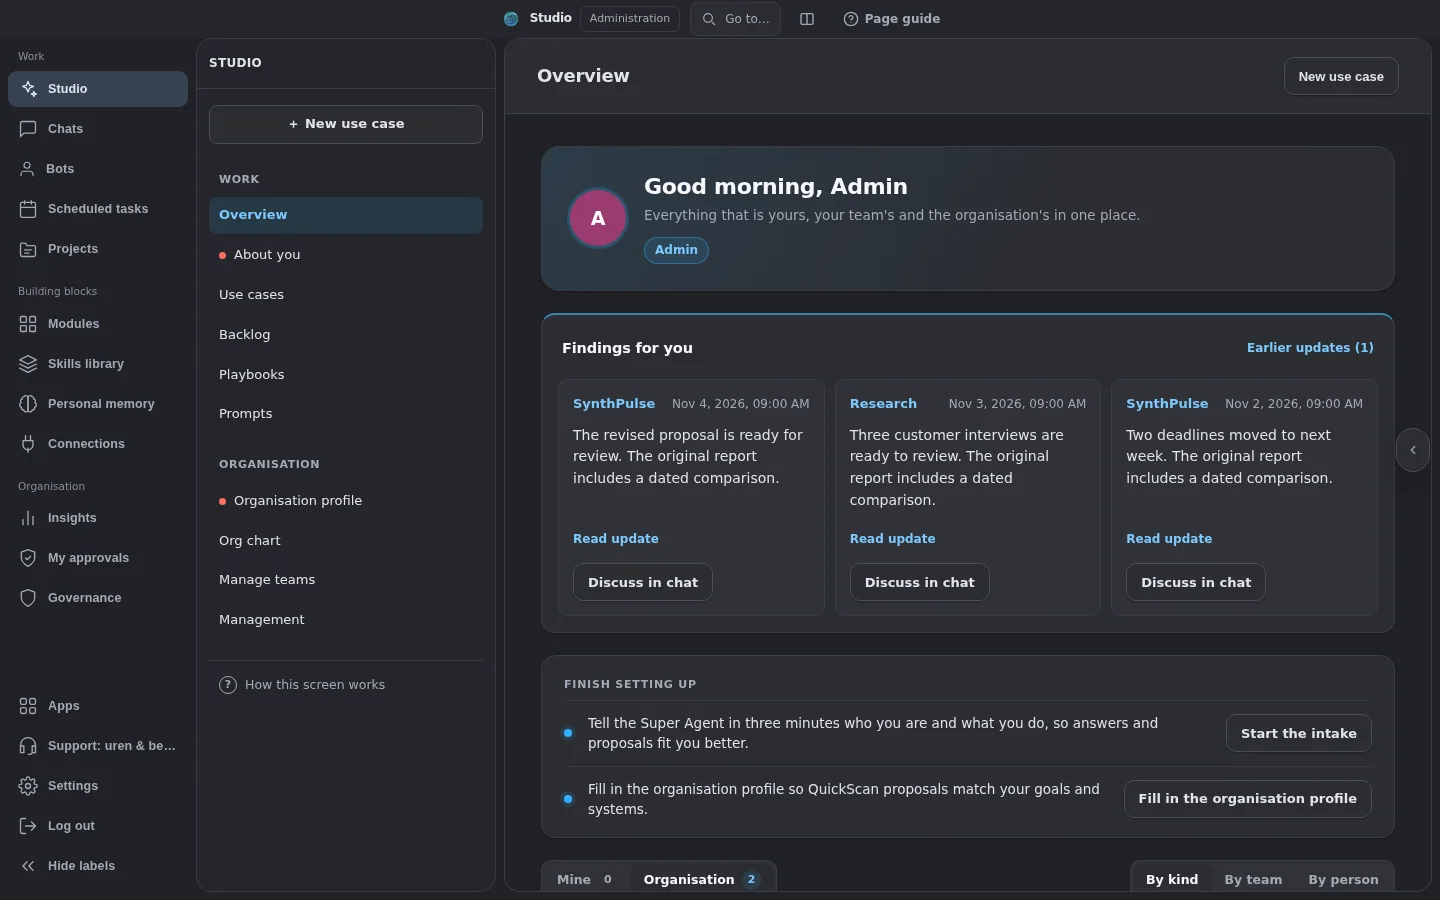 Studio
Administration
Go to...
Page guide
Work
Studio
Chats
Bots
Scheduled tasks
Projects
Building blocks
Modules
Skills library
Personal memory
Connections
Organisation
Insights
My approvals
Governance
Apps
Support: uren & be...
Settings
Log out
Hide labels
STUDIO
+ New use case
WORK
Overview
About you
Use cases
Backlog
Playbooks
Prompts
ORGANISATION
Organisation profile
Org chart
Manage teams
Management
? How this screen works
Overview
New use case
A
Good morning, Admin
Everything that is yours, your team's and the organisation's in one place.
Admin
Findings for you
Earlier updates (1)
SynthPulse Nov 4, 2026, 09:00 AM
The revised proposal is ready for
review. The original report
includes a dated comparison.
Read update
Discuss in chat
Research Nov 3, 2026, 09:00 AM
Three customer interviews are
ready to review. The original
report includes a dated
comparison.
Read update
Discuss in chat
SynthPulse Nov 2, 2026, 09:00 AM
Two deadlines moved to next
week. The original report
includes a dated comparison.
Read update
Discuss in chat
FINISH SETTING UP
Tell the Super Agent in three minutes who you are and what you do, so answers and
proposals fit you better.
Start the intake
Fill in the organisation profile so QuickScan proposals match your goals and
systems.
Fill in the organisation profile
Mine 0
Organisation 2
By kind
By team
By person